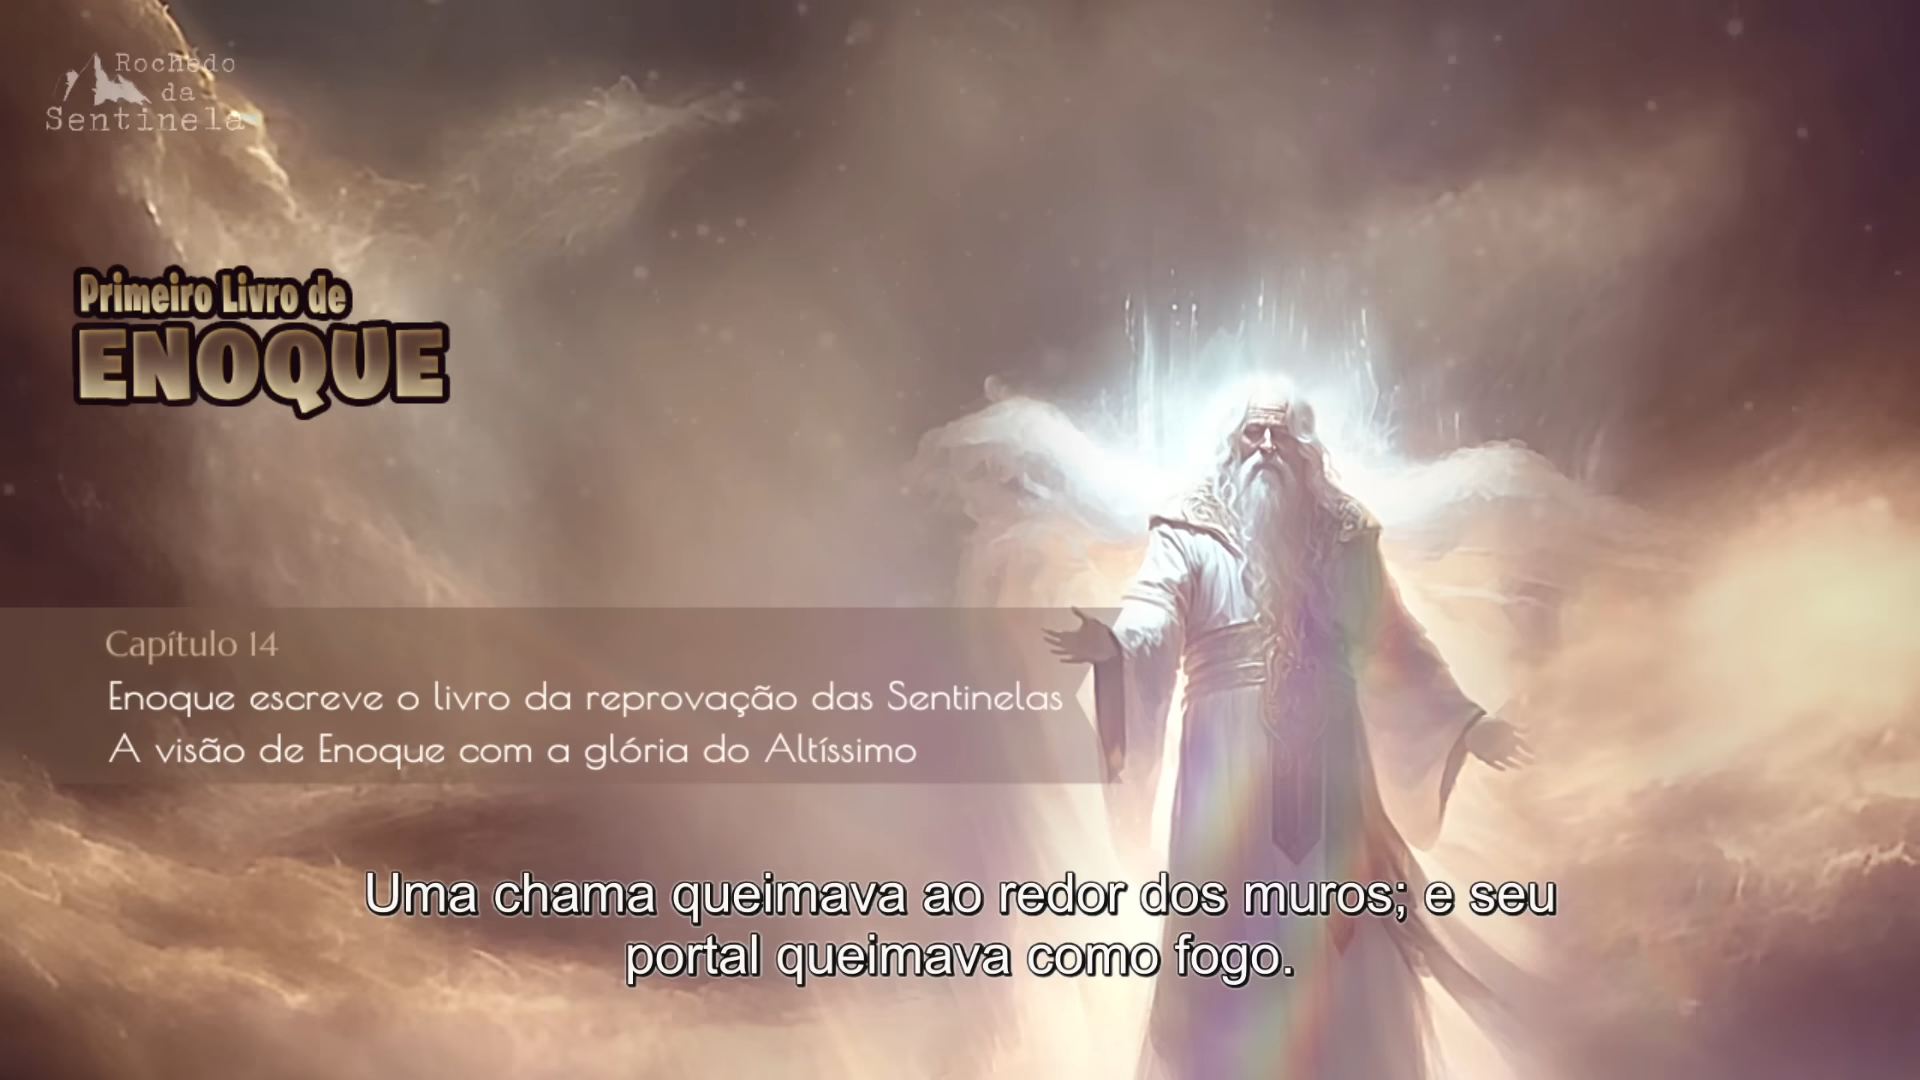 Rochedo
da
Sentinela
Primeiro Livro de
ENOQUE
Capítulo 14
Enoque escreve o livro da reprovação das Sentinelas
A visão de Enoque com a glória do Altíssimo
Uma chama queimava ao redor dos muros; e seu
portal queimava como fogo.